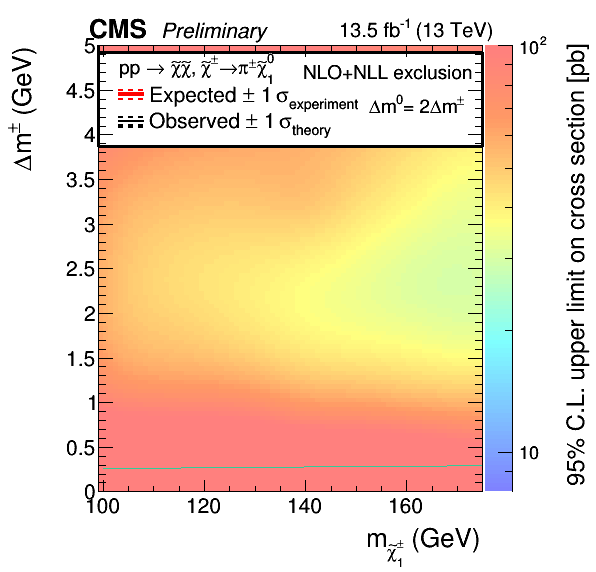 CMS Preliminary 13.5 fb⁻¹ (13 TeV)
pp → χ̃χ̃, χ̃± →π±χ̃⁰₁ NLO+NLL exclusion
Expected ± 1 σexperiment Δm⁰= 2Δm±
Observed ± 1 σtheory
Δm± (GeV)
5
4.5
4
3.5
3
2.5
2
1.5
1
0.5
0
100 120 140 160
mχ̃±₁ (GeV)
10²
10
95% C.L. upper limit on cross section [pb]